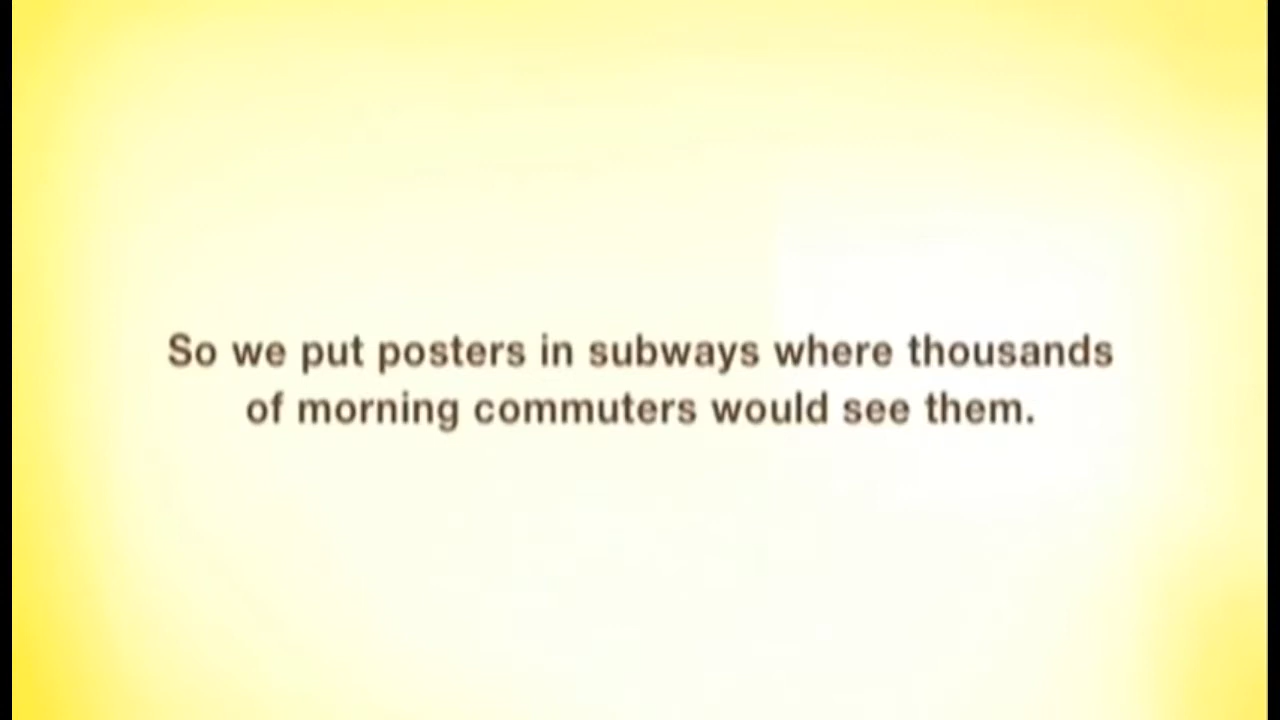 So we put posters in subways where thousands
of morning commuters would see them.